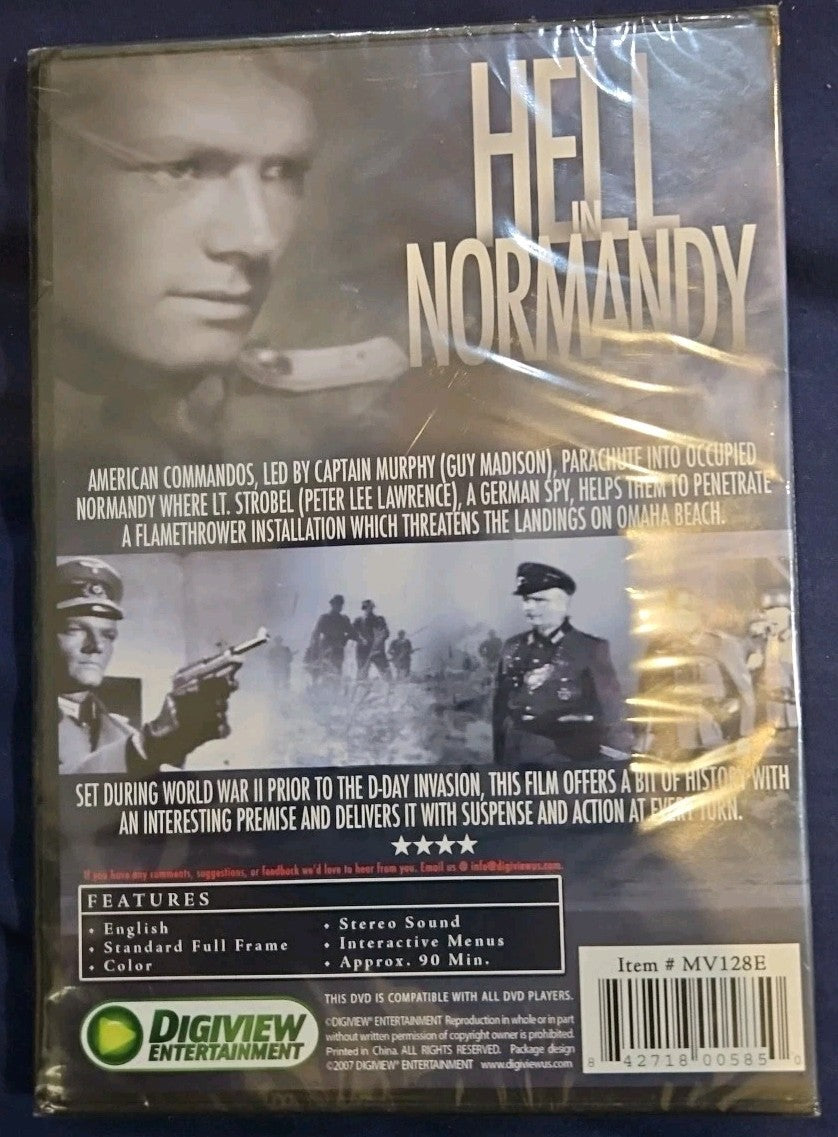 HELL
IN
NORMANDY
AMERICAN COMMANDOS, LED BY CAPTAIN MURPHY (GUY MADISON), PARACHUTE INTO OCCUPIED
NORMANDY WHERE LT. STROBEL (PETER LEE LAWRENCE), A GERMAN SPY, HELPS THEM TO PENETRATE
A FLAMETHROWER INSTALLATION WHICH THREATENS THE LANDINGS ON OMAHA BEACH.
SET DURING WORLD WAR II PRIOR TO THE D-DAY INVASION, THIS FILM OFFERS A BIT OF HISTORY WITH
AN INTERESTING PREMISE AND DELIVERS IT WITH SUSPENSE AND ACTION AT EVERY TURN.
If you have any comments, suggestions, or feedback we'd love to hear from you. Email us @ info@digiviewus.com.
FEATURES
• English
• Standard Full Frame
• Color
• Stereo Sound
• Interactive Menus
• Approx. 90 Min.
DIGIVIEW
ENTERTAINMENT
THIS DVD IS COMPATIBLE WITH ALL DVD PLAYERS.
©DIGIVIEW® ENTERTAINMENT Reproduction in whole or in part
without written permission of copyright owner is prohibited.
Printed in China. ALL RIGHTS RESERVED. Package design
©2007 DIGIVIEW ENTERTAINMENT www.digiviewus.com
Item # MV128E
8 42718 00585 0